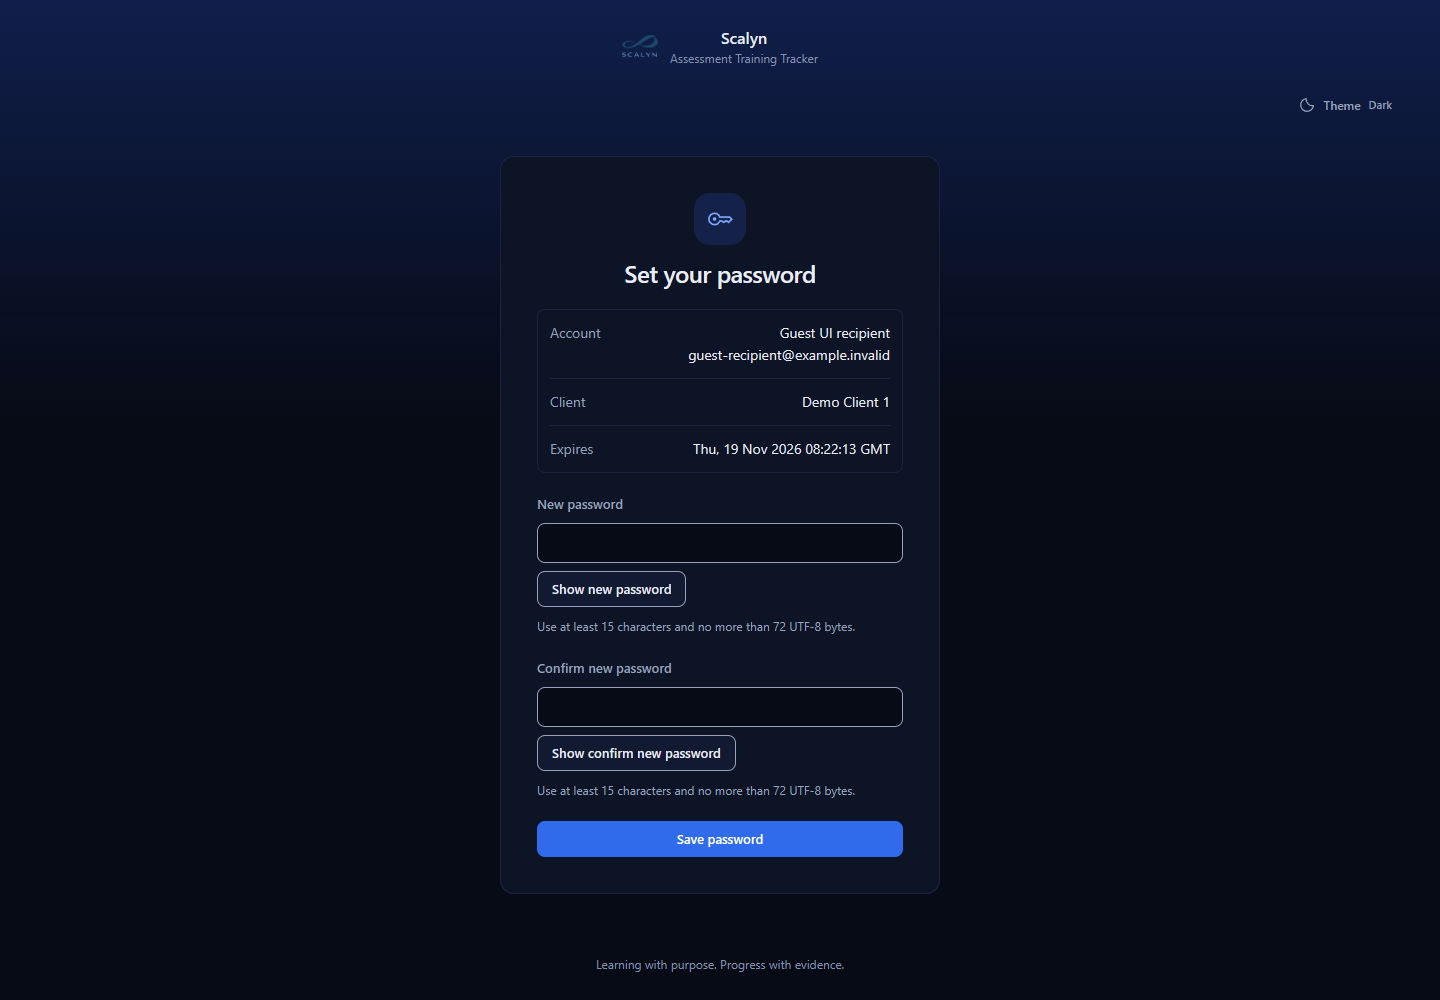 SCALYN
Scalyn
Assessment Training Tracker
Theme Dark
Set your password
Account Guest UI recipient
guest-recipient@example.invalid
Client Demo Client 1
Expires Thu, 19 Nov 2026 08:22:13 GMT
New password
Show new password
Use at least 15 characters and no more than 72 UTF-8 bytes.
Confirm new password
Show confirm new password
Use at least 15 characters and no more than 72 UTF-8 bytes.
Save password
Learning with purpose. Progress with evidence.